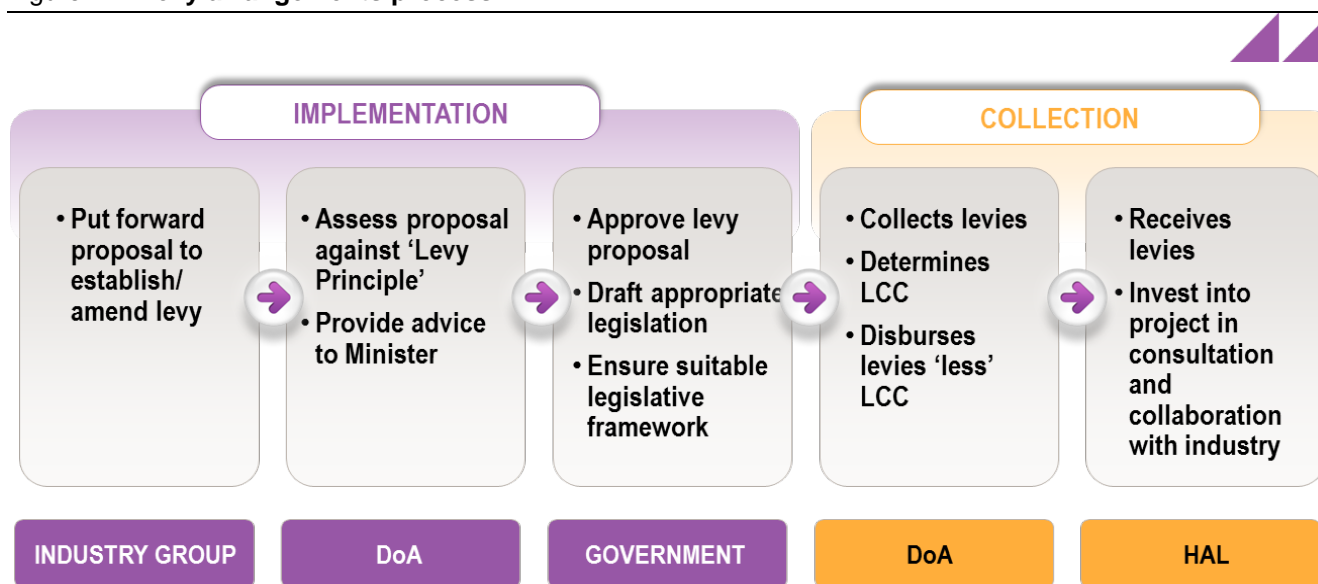 IMPLEMENTATION
COLLECTION
• Put forward
proposal to
establish/
amend levy
• Assess proposal
against ‘Levy
Principle’
• Provide advice
to Minister
• Approve levy
proposal
• Draft appropriate
legislation
• Ensure suitable
legislative
framework
• Collects levies
• Determines
LCC
• Disburses
levies ‘less’
LCC
• Receives
levies
• Invest into
project in
consultation
and
collaboration
with industry
INDUSTRY GROUP
DoA
GOVERNMENT
DoA
HAL